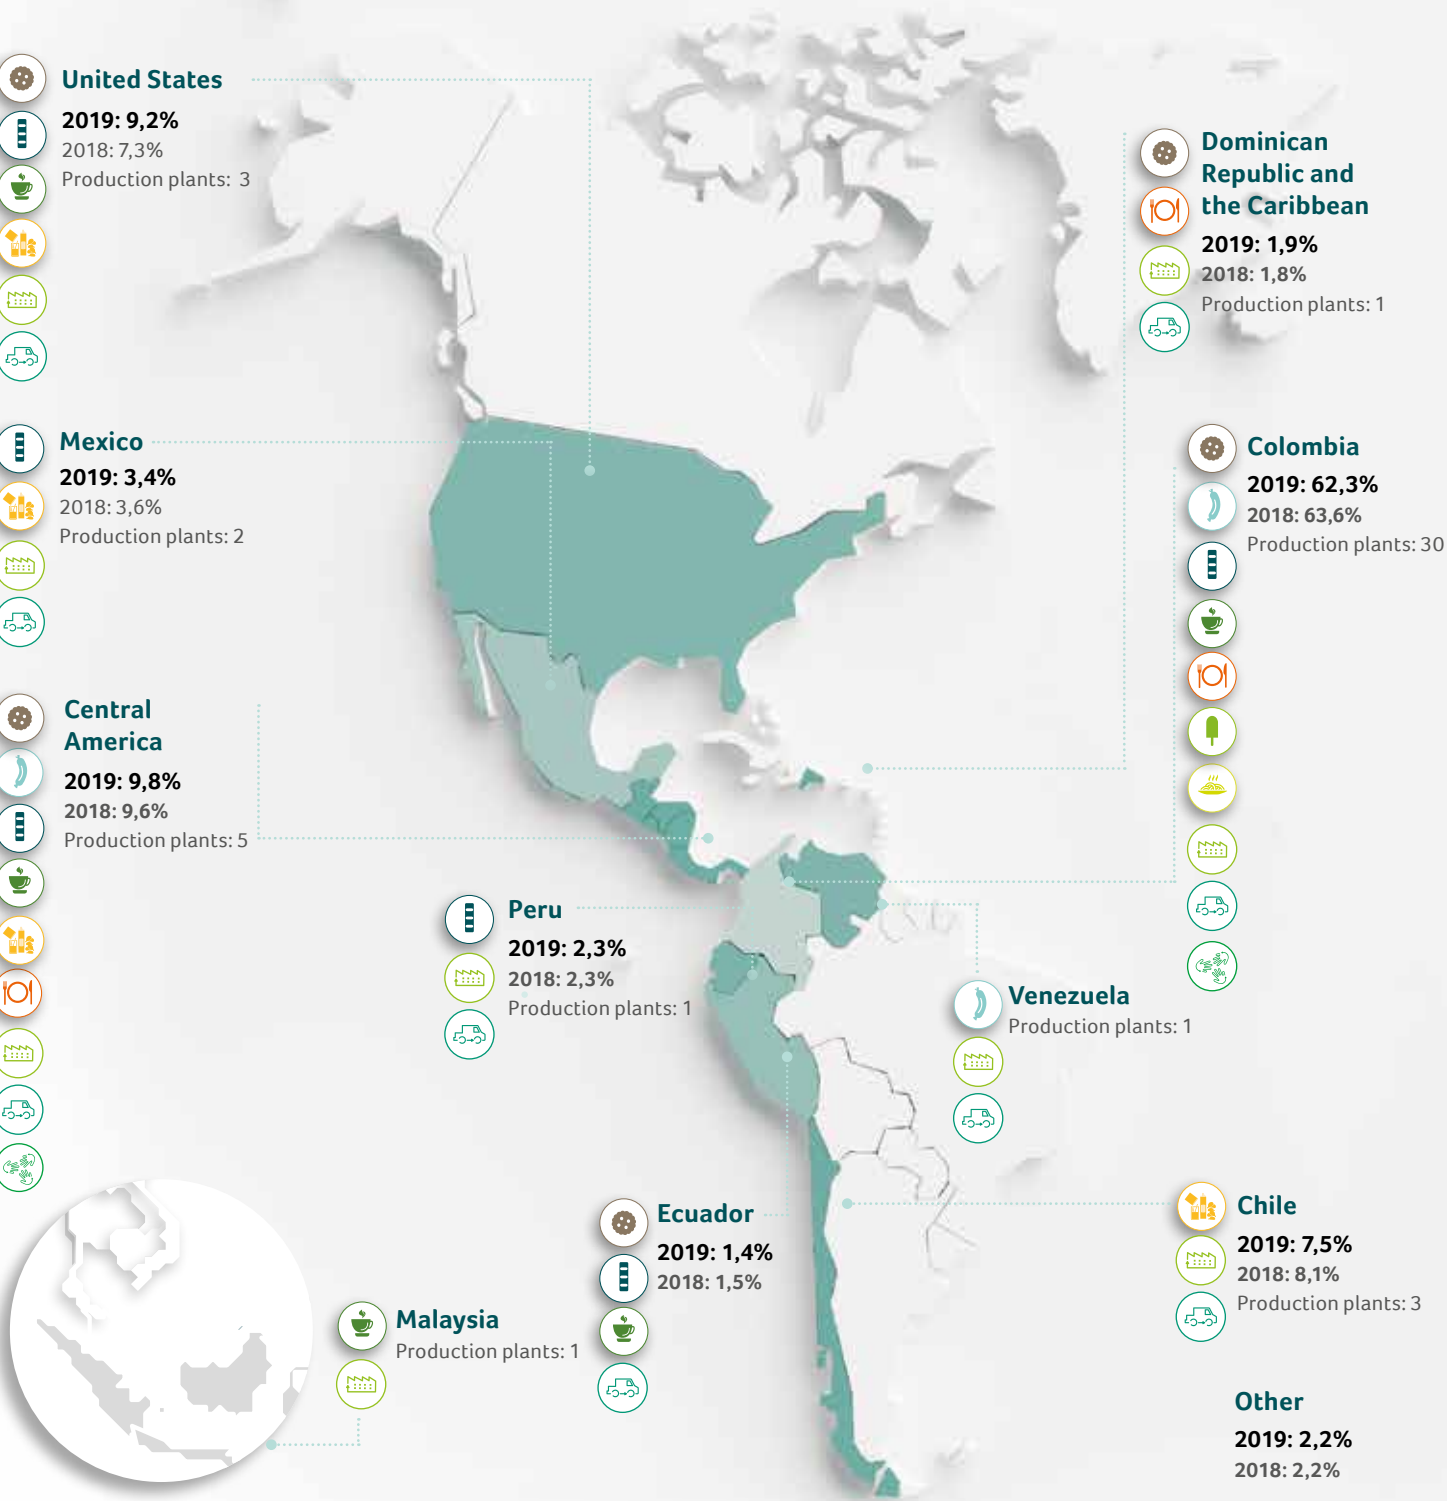 United States
2019: 9,2%
2018: 7,3%
Production plants: 3
Dominican
Republic and
the Caribbean
2019: 1,9%
2018: 1,8%
Production plants: 1
Mexico
2019: 3,4%
2018: 3,6%
Production plants: 2
Colombia
2019: 62,3%
2018: 63,6%
Production plants: 30
Central
America
2019: 9,8%
2018: 9,6%
Production plants: 5
Peru
2019: 2,3%
2018: 2,3%
Production plants: 1
Venezuela
Production plants: 1
Ecuador
2019: 1,4%
2018: 1,5%
Chile
2019: 7,5%
2018: 8,1%
Production plants: 3
Malaysia
Production plants: 1
Other
2019: 2,2%
2018: 2,2%